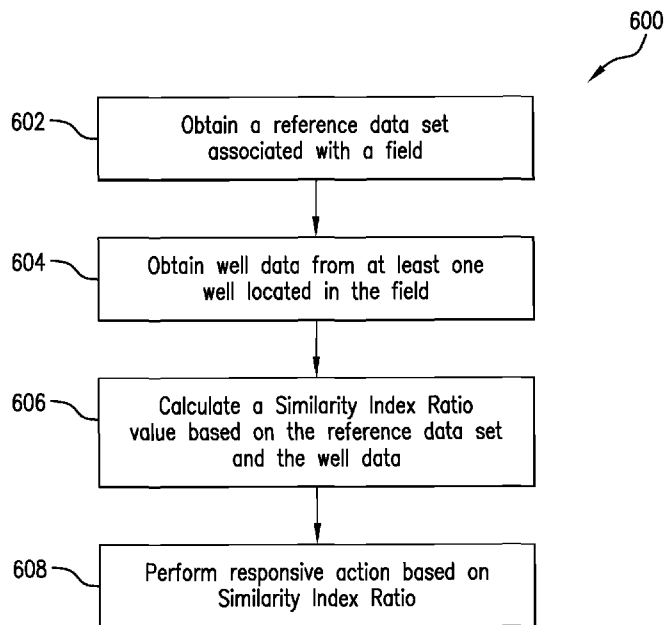 600
602
Obtain a reference data set
associated with a field
604
Obtain well data from at least one
well located in the field
606
Calculate a Similarity Index Ratio
value based on the reference data set
and the well data
608
Perform responsive action based on
Similarity Index Ratio